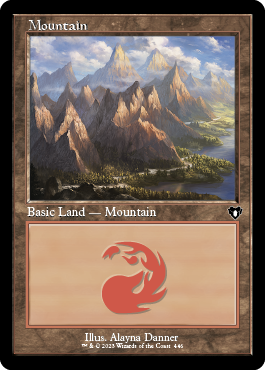 Mountain
Basic Land — Mountain
Illus. Alayna Danner
™ & © 2023 Wizards of the Coast 446